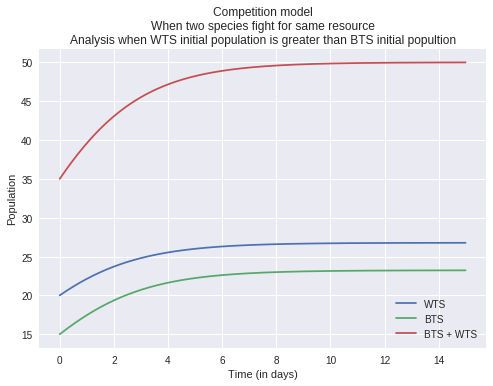 Competition model
When two species fight for same resource
Analysis when WTS initial population is greater than BTS initial popultion
50
45
40
35
30
25
20
15
Population
0 2 4 6 8 10 12 14
Time (in days)
WTS
BTS
BTS + WTS